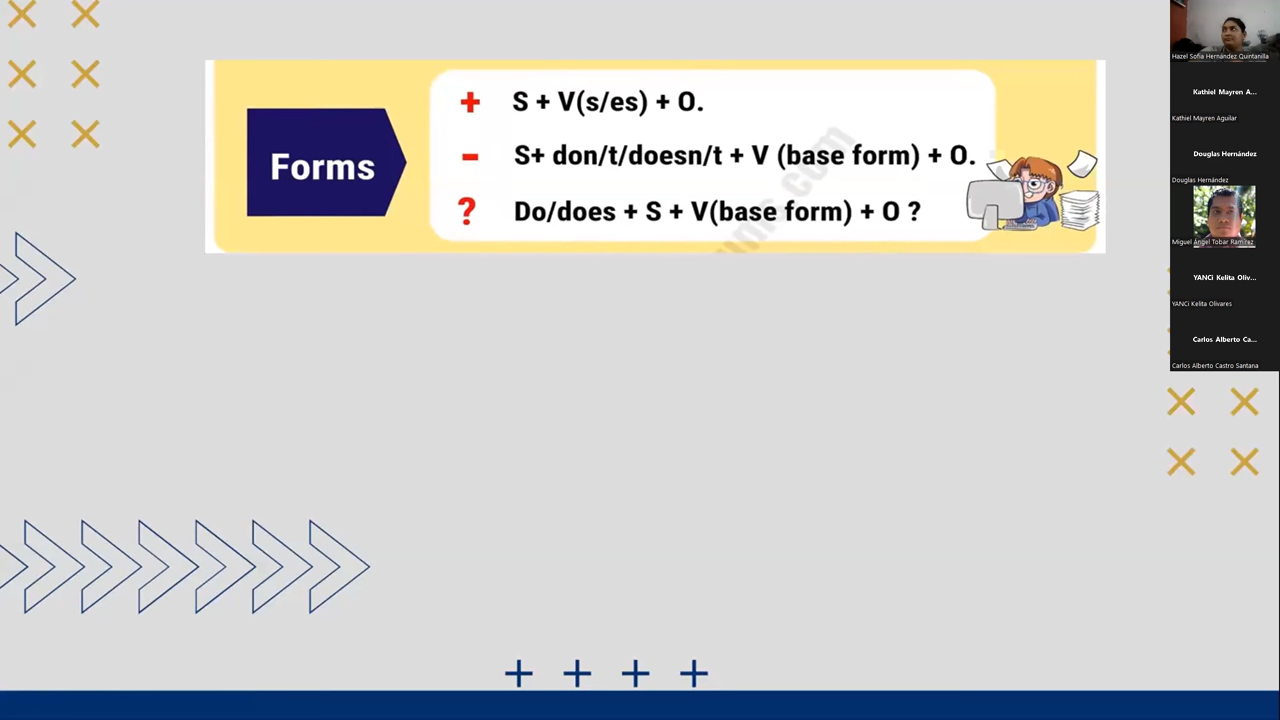 Forms
+ S + V(s/es) + O.
- S+ don/t/doesn/t + V (base form) + O.
? Do/does + S + V(base form) + O ?
Hazel Sofia Hernández Quintanilla
Kathiel Mayren A...
Kathiel Mayren Aguilar
Douglas Hernández
Douglas Hernández
Miguel Ángel Tobar Ramírez
YANCi Kelita Oliv...
YANCi Kelita Olivares
Carlos Alberto Ca...
Carlos Alberto Castro Santana